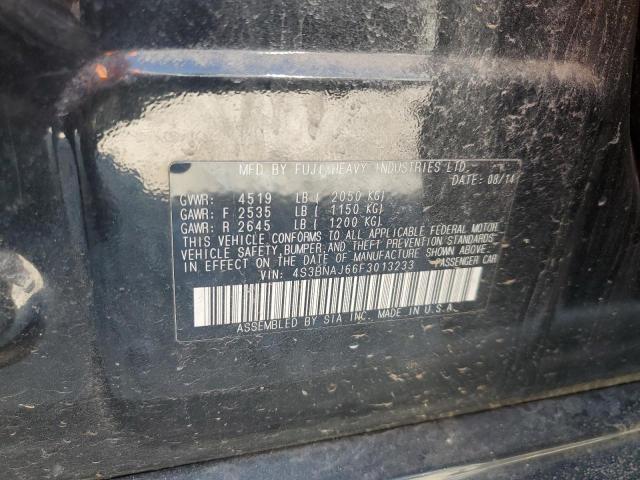 MFD BY FUJI HEAVY INDUSTRIES LTD.
DATE: 08/14
GVWR: 4519 LB ( 2050 KG)
GAWR: F 2535 LB ( 1150 KG)
GAWR: R 2645 LB ( 1200 KG)
THIS VEHICLE CONFORMS TO ALL APPLICABLE FEDERAL MOTOR
VEHICLE SAFETY BUMPER, AND THEFT PREVENTION STANDARDS
IN EFFECT ON THE DATE OF MANUFACTURE SHOWN ABOVE.
PASSENGER CAR
VIN: 4S3BNAJ66F3013233
ASSEMBLED BY SIA INC. MADE IN U.S.A.